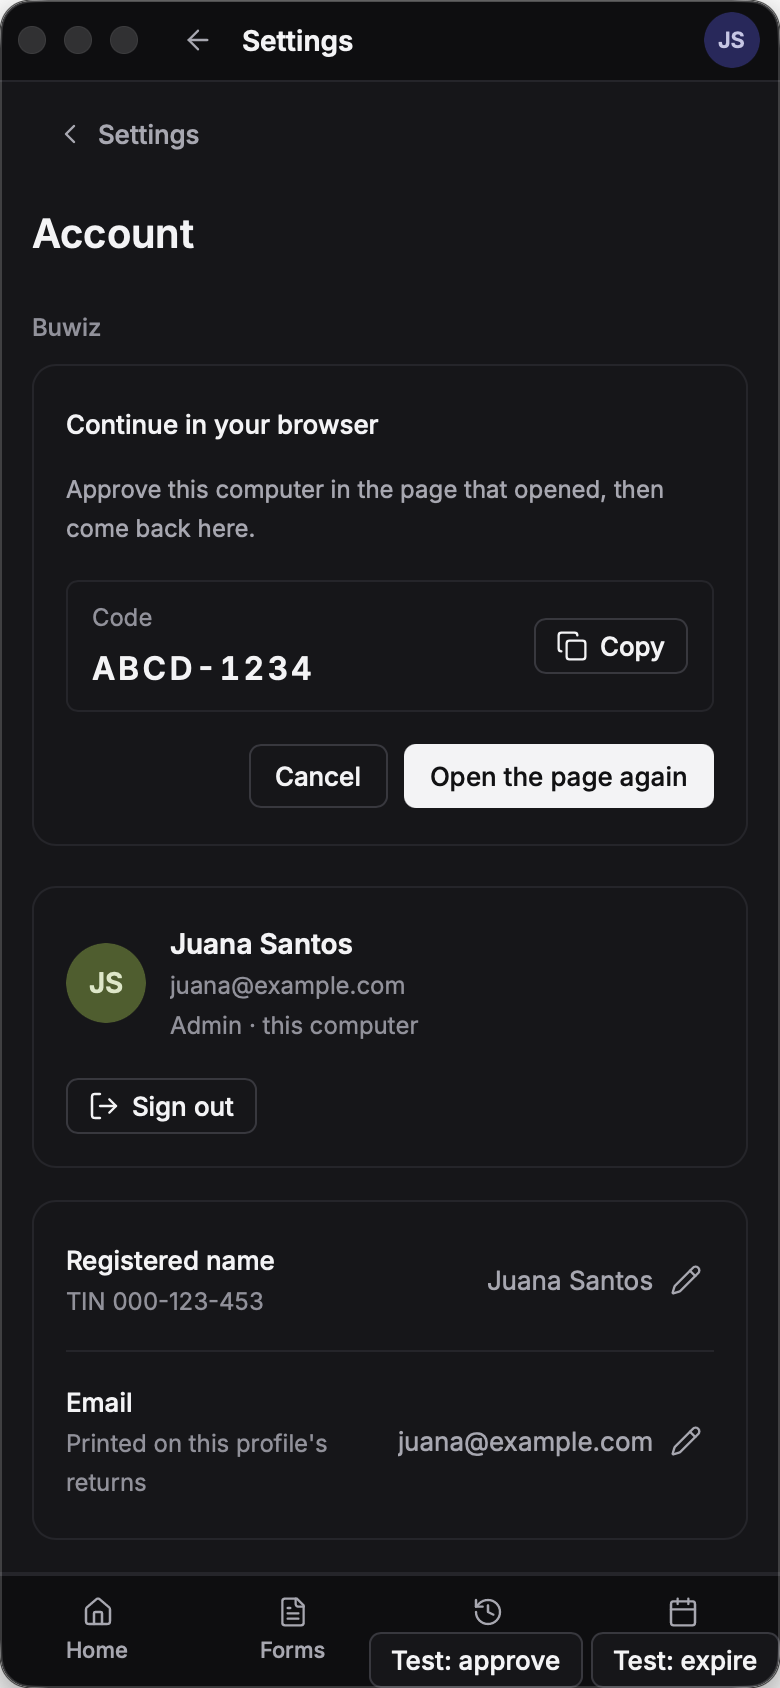 Settings
JS
Settings
Account
Buwiz
Continue in your browser
Approve this computer in the page that opened, then
come back here.
Code
ABCD-1234
Copy
Cancel
Open the page again
JS
Juana Santos
juana@example.com
Admin · this computer
Sign out
Registered name
TIN 000-123-453
Juana Santos
Email
Printed on this profile's
returns
juana@example.com
Home
Forms
Test: approve
Test: expire